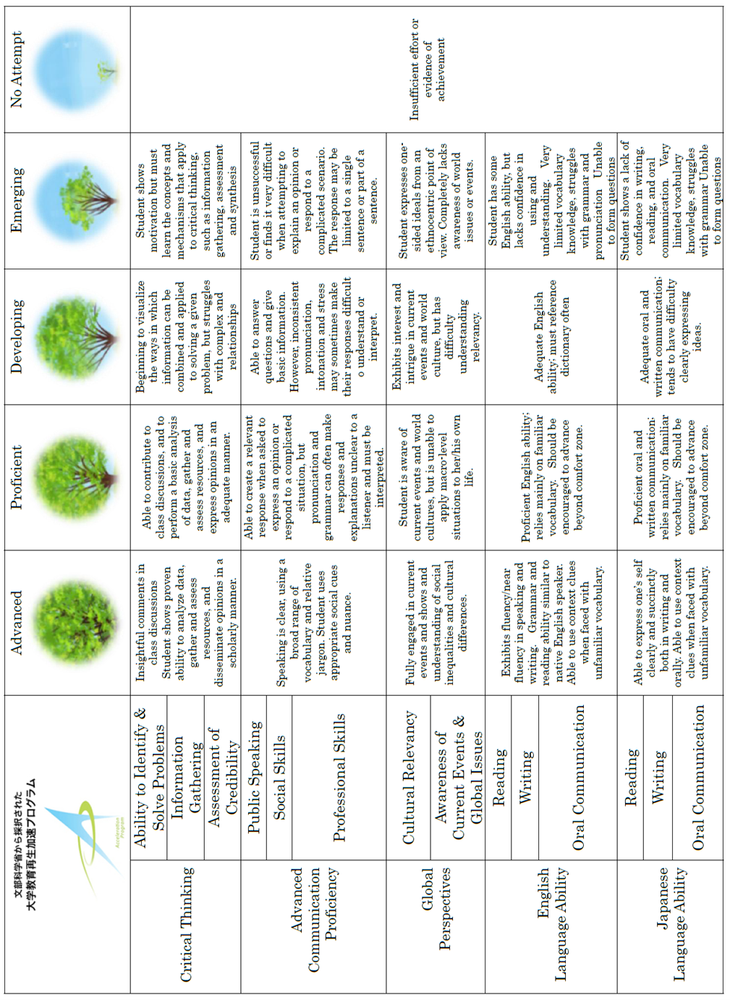 文部科学省から採択された
大学教育再生加速プログラム
Acceleration
Program
Advanced
Proficient
Developing
Emerging
No Attempt
Critical Thinking
Ability to Identify &
Solve Problems
Information
Gathering
Assessment of
Credibility
Insightful comments in
class discussions
Student shows proven
ability to analyze data,
gather and assess
resources, and
disseminate opinions in a
scholarly manner.
Able to contribute to
class discussions, and to
perform a basic analysis
of data, gather and
assess resources, and
express opinions in an
adequate manner.
Beginning to visualize
the ways in which
information can be
combined and applied
to solving a given
problem, but struggles
with complex and
relationships
Student shows
motivation but must
learn the concepts and
mechanisms that apply
to critical thinking,
such as information
gathering, assessment
and synthesis
Insufficient effort or
evidence of
achievement
Advanced
Communication
Proficiency
Public Speaking
Social Skills
Professional Skills
Speaking is clear, using a
broad range of
vocabulary and relative
jargon. Student uses
appropriate social cues
and nuance.
Able to create a relevant
response when asked to
express an opinion or
respond to a complicated
situation, but
pronunciation and
grammar can often make
responses and
explanations unclear to a
listener and must be
interpreted.
Able to answer
questions and give
basic information.
However, inconsistent
pronunciation,
intonation and stress
may sometimes make
their responses difficult
o understand or
interpret.
Student is unsuccessful
or finds it very difficult
when attempting to
explain an opinion or
respond to a
complicated scenario.
The response may be
limited to a single
sentence or part of a
sentence.
Global
Perspectives
Cultural Relevancy
Awareness of
Current Events &
Global Issues
Fully engaged in current
events and shows and
understanding of social
inequalities and cultural
differences.
Student is aware of
current events and world
cultures, but is unable to
apply macro-level
situations to her/his own
life.
Exhibits interest and
intrigue in current
events and world
culture, but has
difficulty
understanding
relevancy.
Student expresses one-
sided ideals from an
ethnocentric point of
view. Completely lacks
awareness of world
issues or events.
English
Language Ability
Reading
Writing
Oral Communication
Exhibits fluency/near
fluency in speaking and
writing. Grammar and
reading ability similar to
native English speaker.
Able to use context clues
when faced with
unfamiliar vocabulary.
Proficient English ability;
relies mainly on familiar
vocabulary. Should be
encouraged to advance
beyond comfort zone.
Adequate English
ability; must reference
dictionary often
Student has some
English ability, but
lacks confidence in
using and
understanding. Very
limited vocabulary
knowledge, struggles
with grammar and
pronunciation Unable
to form questions
Japanese
Language Ability
Reading
Writing
Oral Communication
Able to express one's self
clearly and succinctly
both in writing and
orally. Able to use context
clues when faced with
unfamiliar vocabulary.
Proficient oral and
written communication;
relies mainly on familiar
vocabulary. Should be
encouraged to advance
beyond comfort zone.
Adequate oral and
written communication;
tends to have difficulty
clearly expressing
ideas.
Student shows a lack of
confidence in writing,
reading, and oral
communication. Very
limited vocabulary
knowledge, struggles
with grammar Unable
to form questions